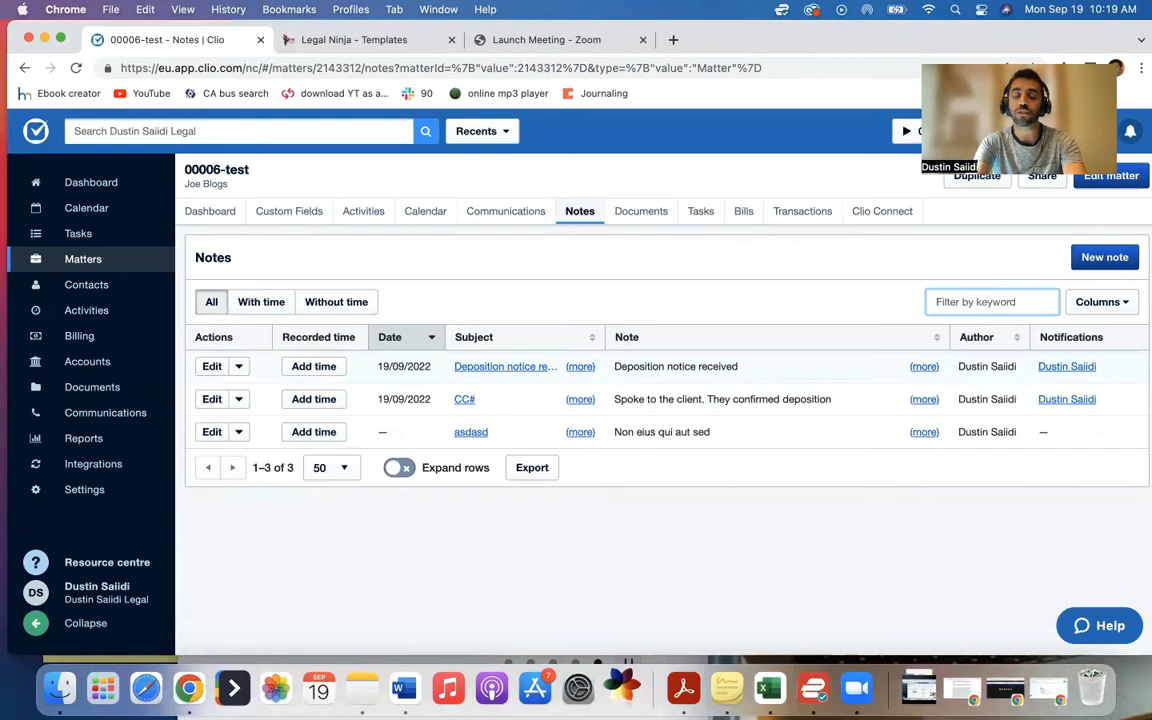 Chrome File Edit View History Bookmarks Profiles Tab Window Help Mon Sep 19 10:19 AM
00006-test - Notes | Clio Legal Ninja - Templates Launch Meeting - Zoom
https://eu.app.clio.com/nc/#/matters/2143312/notes?matterId=%7B"value":2143312%7D&type=%7B"value":"Matter"%7D
Ebook creator YouTube CA bus search download YT as a... 90 online mp3 player Journaling
Search Dustin Saiidi Legal Recents
Dustin Saiidi
00006-test
Joe Blogs
Duplicate Share Edit matter
Dashboard Custom Fields Activities Calendar Communications Notes Documents Tasks Bills Transactions Clio Connect
Dashboard
Calendar
Tasks
Matters
Contacts
Activities
Billing
Accounts
Documents
Communications
Reports
Integrations
Settings
Resource centre
DS Dustin Saiidi
Dustin Saiidi Legal
Collapse
Notes New note
All With time Without time Filter by keyword Columns
Actions Recorded time Date Subject Note Author Notifications
Edit Add time 19/09/2022 Deposition notice re... (more) Deposition notice received (more) Dustin Saiidi Dustin Saiidi
Edit Add time 19/09/2022 CC# (more) Spoke to the client. They confirmed deposition (more) Dustin Saiidi Dustin Saiidi
Edit Add time — asdasd (more) Non eius qui aut sed (more) Dustin Saiidi —
1–3 of 3 50 Expand rows Export
Help
SEP
19
7